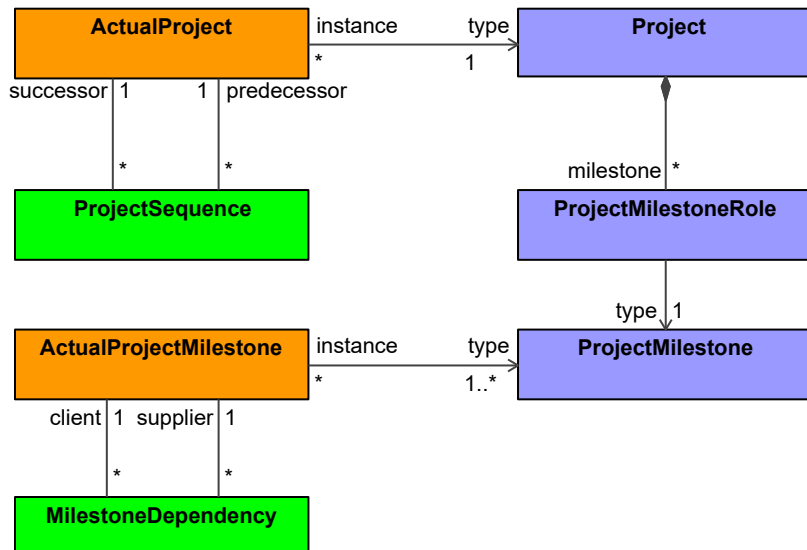 ActualProject
instance type
Project
* 1
successor 1 1 predecessor
* *
milestone *
ProjectSequence
ProjectMilestoneRole
type 1
ActualProjectMilestone
instance type
ProjectMilestone
* 1..*
client 1 supplier 1
* *
MilestoneDependency